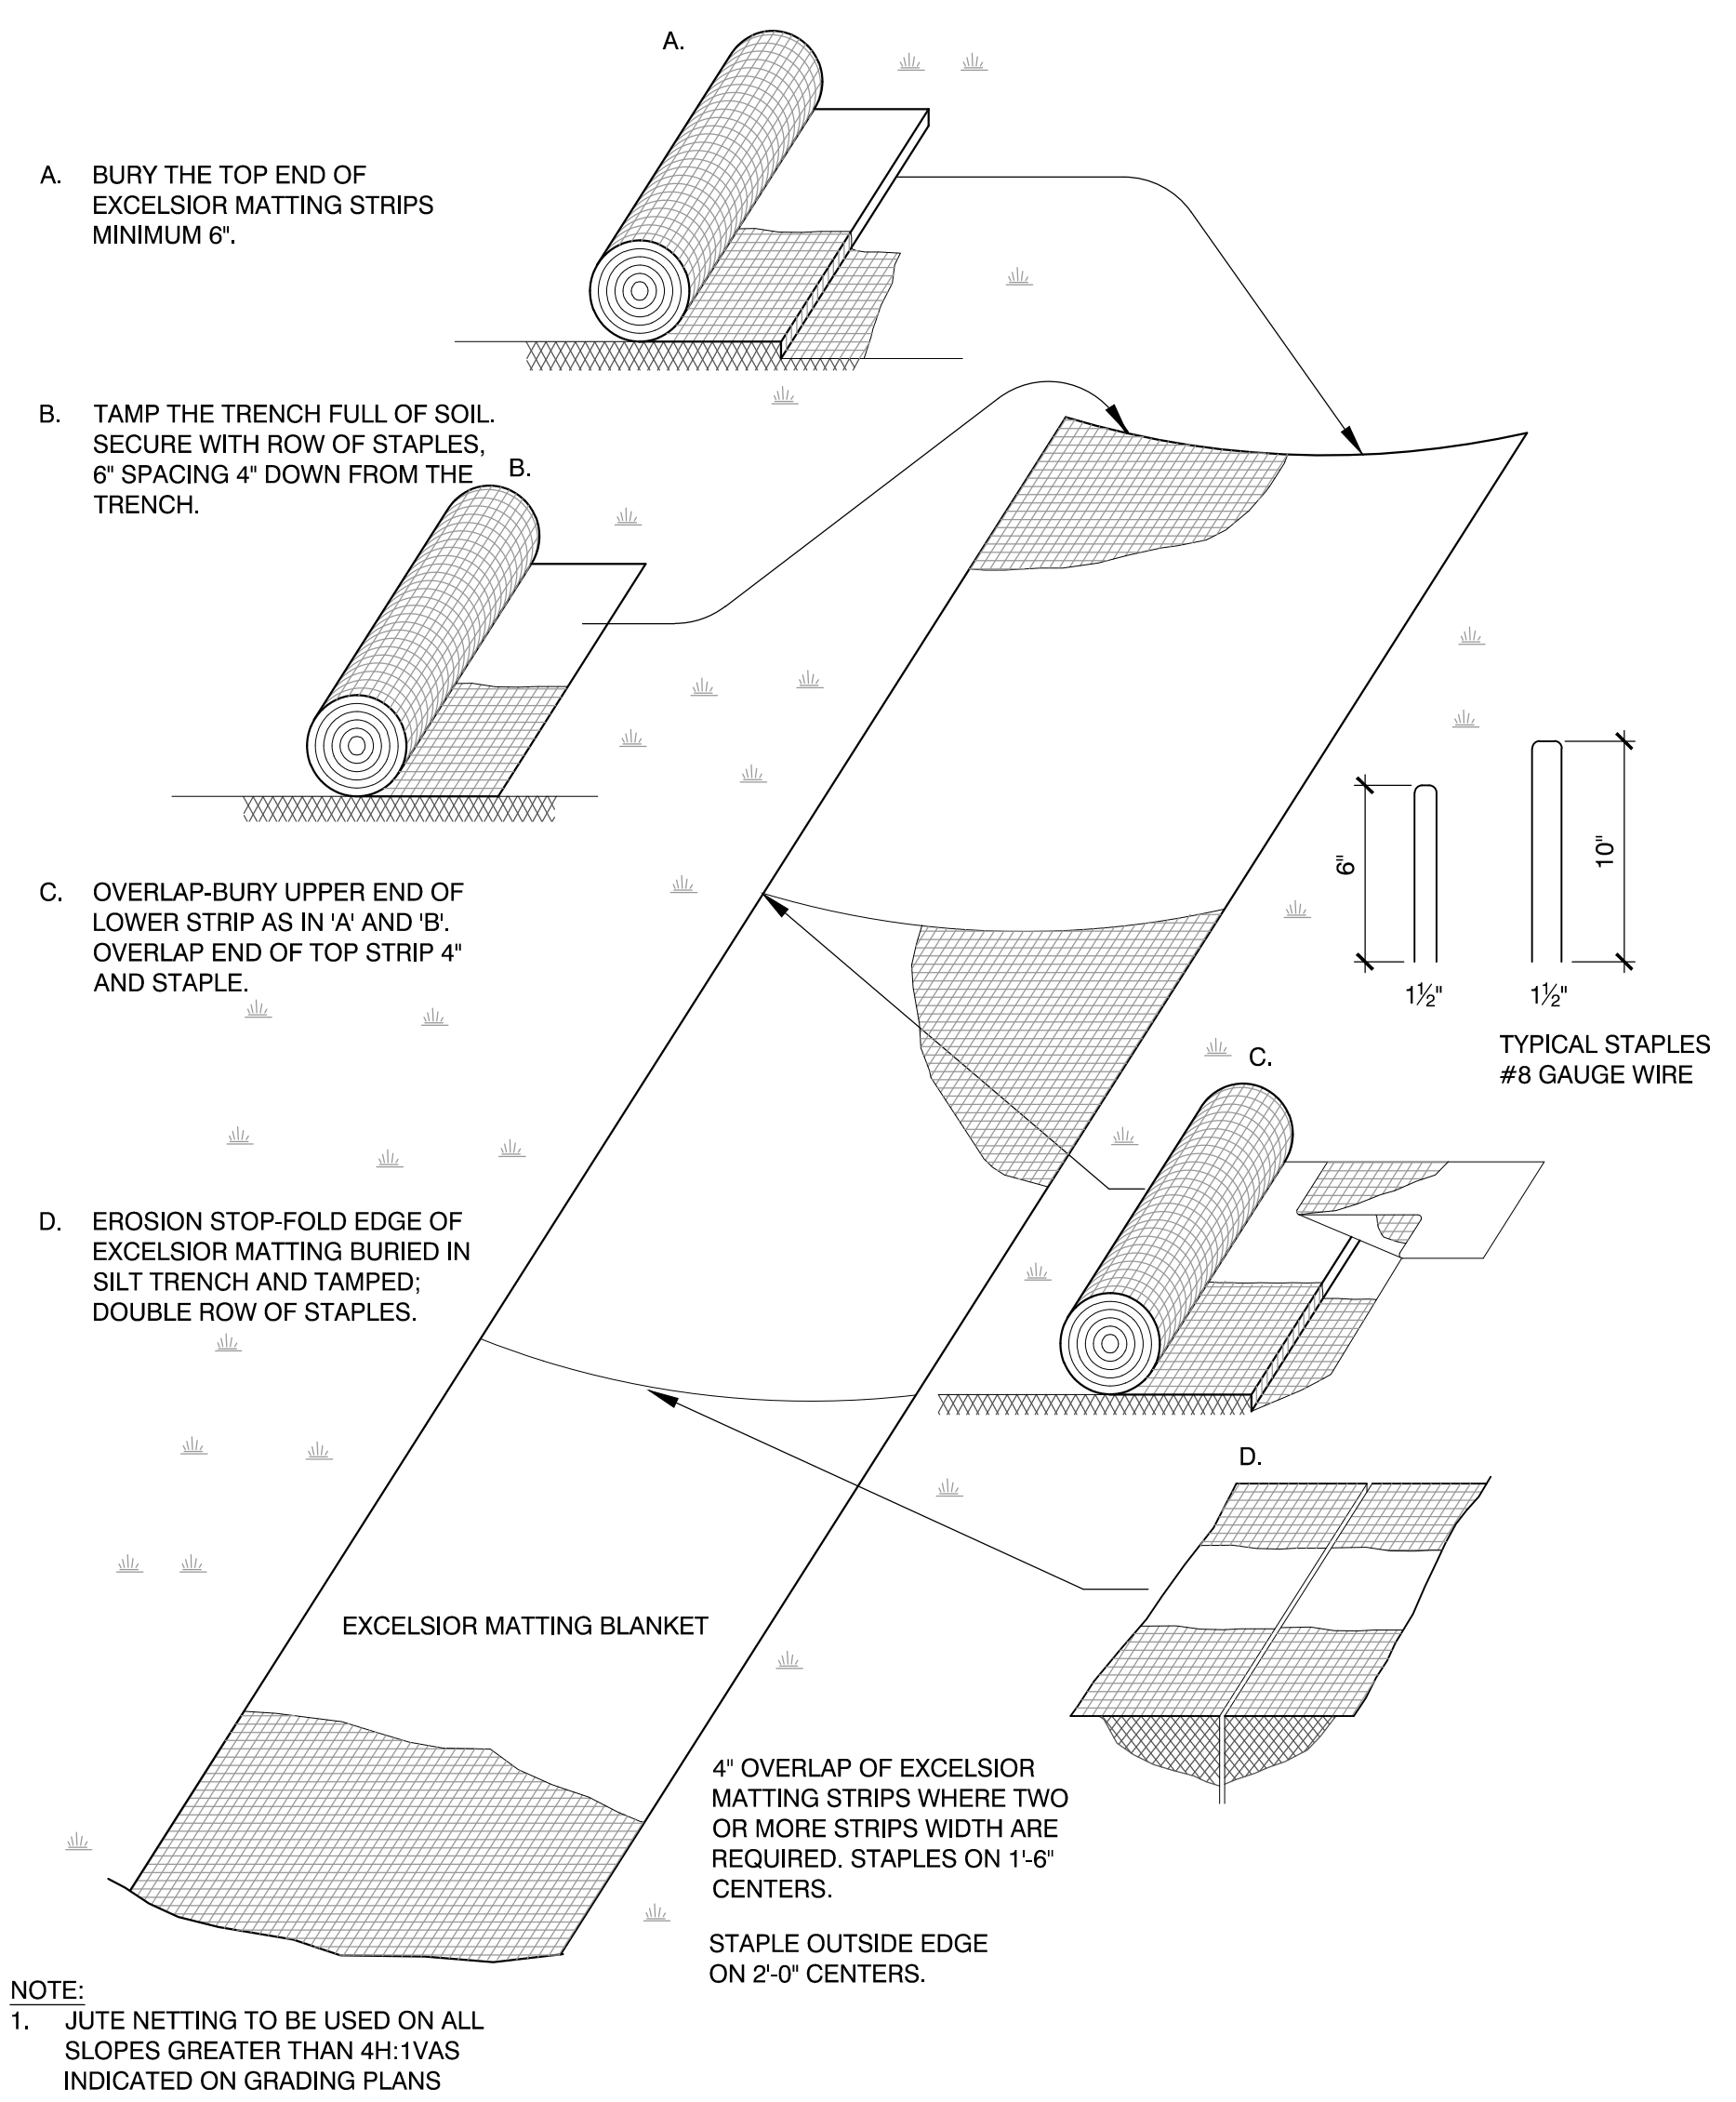 A.
A. BURY THE TOP END OF
EXCELSIOR MATTING STRIPS
MINIMUM 6".
B. TAMP THE TRENCH FULL OF SOIL.
SECURE WITH ROW OF STAPLES,
6" SPACING 4" DOWN FROM THE
TRENCH.
B.
C. OVERLAP-BURY UPPER END OF
LOWER STRIP AS IN 'A' AND 'B'.
OVERLAP END OF TOP STRIP 4"
AND STAPLE.
6"
10"
1½"
1½"
TYPICAL STAPLES
#8 GAUGE WIRE
C.
D. EROSION STOP-FOLD EDGE OF
EXCELSIOR MATTING BURIED IN
SILT TRENCH AND TAMPED;
DOUBLE ROW OF STAPLES.
D.
EXCELSIOR MATTING BLANKET
4" OVERLAP OF EXCELSIOR
MATTING STRIPS WHERE TWO
OR MORE STRIPS WIDTH ARE
REQUIRED. STAPLES ON 1'-6"
CENTERS.
STAPLE OUTSIDE EDGE
ON 2'-0" CENTERS.
NOTE:
1. JUTE NETTING TO BE USED ON ALL
SLOPES GREATER THAN 4H:1VAS
INDICATED ON GRADING PLANS